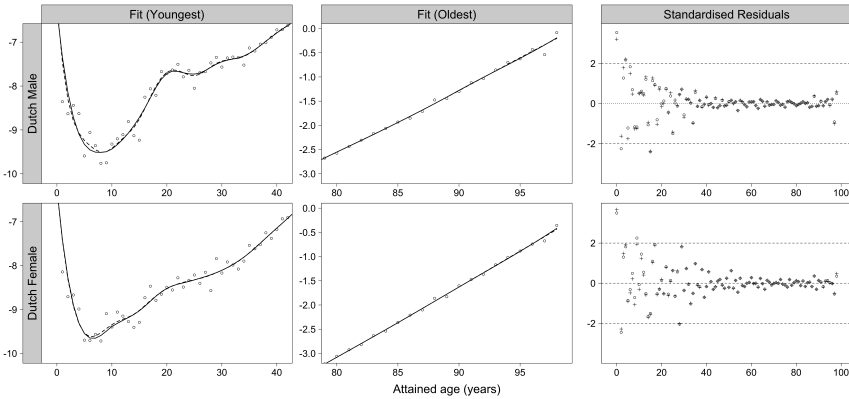 Fit (Youngest) Fit (Oldest) Standardised Residuals
Dutch Male
-7
-8
-9
-10
0 10 20 30 40
0.0
-0.5
-1.0
-1.5
-2.0
-2.5
-3.0
80 85 90 95
2
0
-2
0 20 40 60 80 100
Dutch Female
-7
-8
-9
-10
0 10 20 30 40
0.0
-0.5
-1.0
-1.5
-2.0
-2.5
-3.0
80 85 90 95
2
0
-2
0 20 40 60 80 100
Attained age (years)